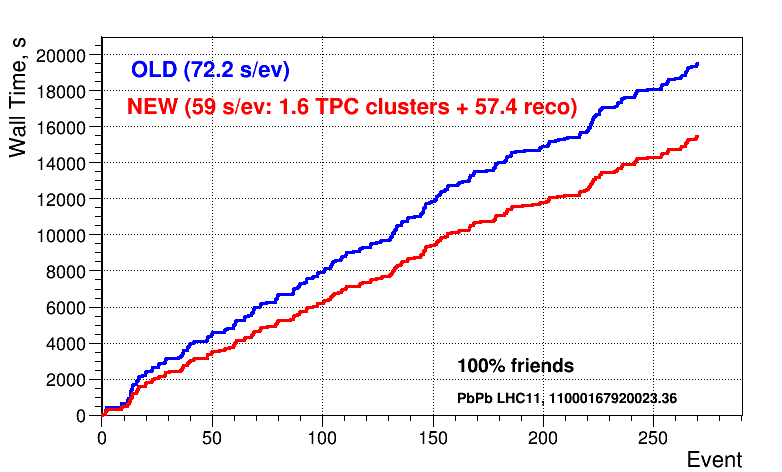 Wall Time, s
20000
18000
16000
14000
12000
10000
8000
6000
4000
2000
0
OLD (72.2 s/ev)
NEW (59 s/ev: 1.6 TPC clusters + 57.4 reco)
100% friends
PbPb LHC11, 11000167920023.36
0 50 100 150 200 250
Event